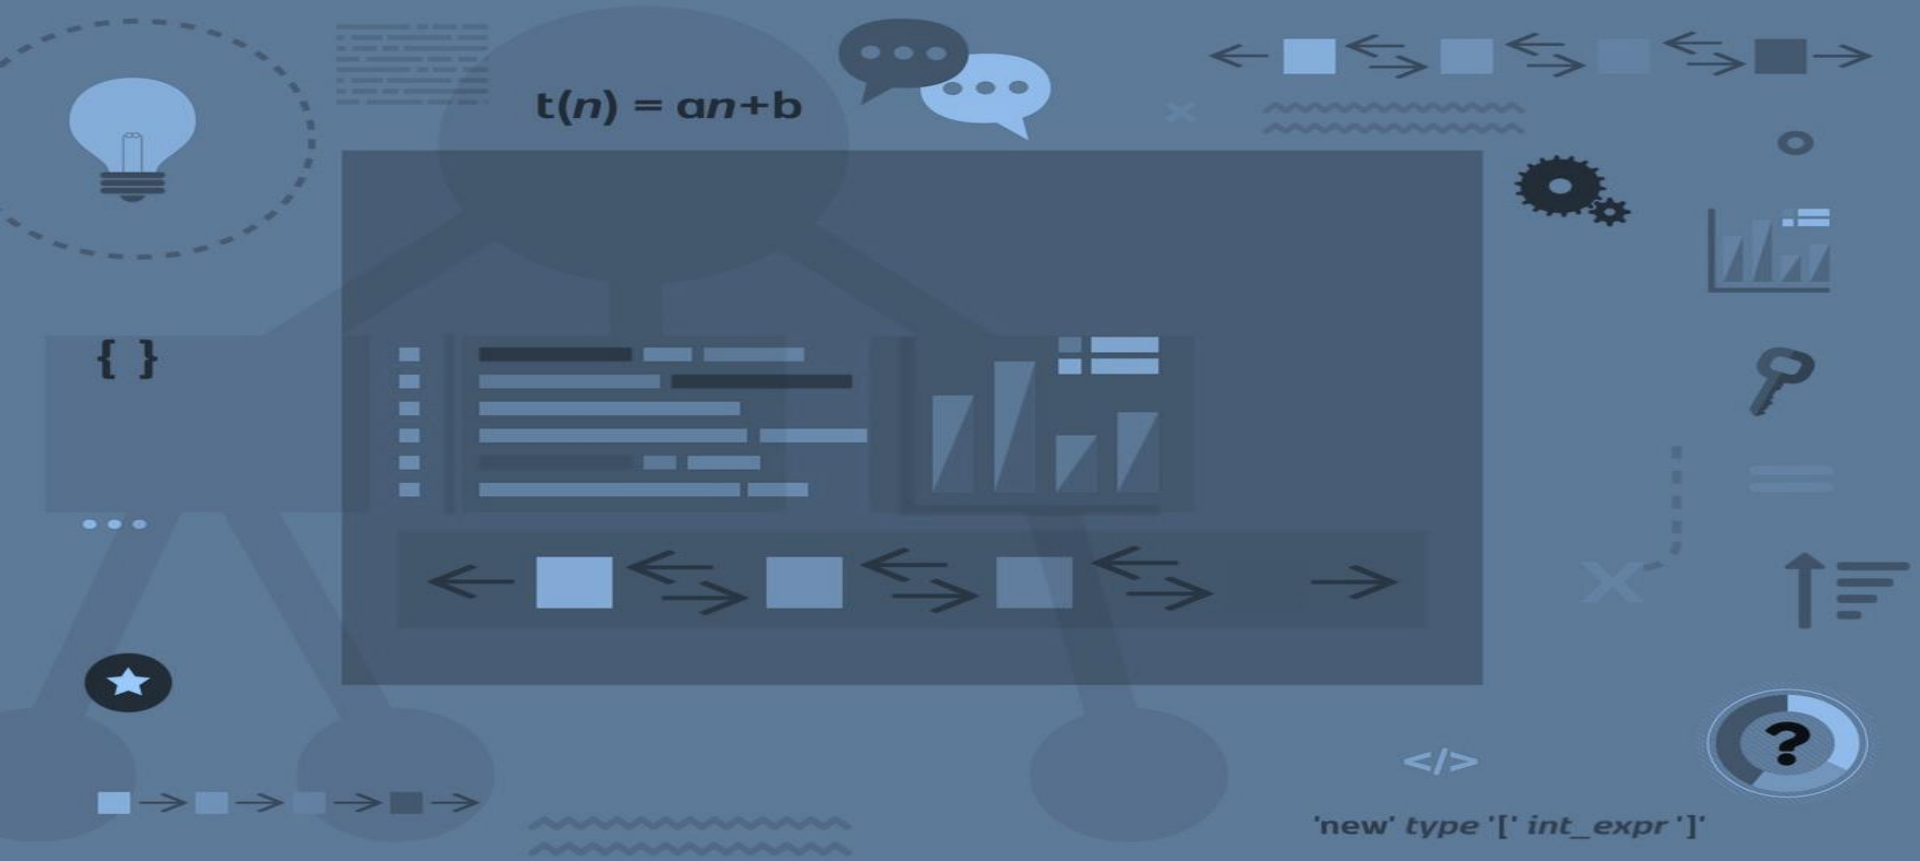 t(n) = an+b
{ }
</>
?
'new' type '[' int_expr ']'